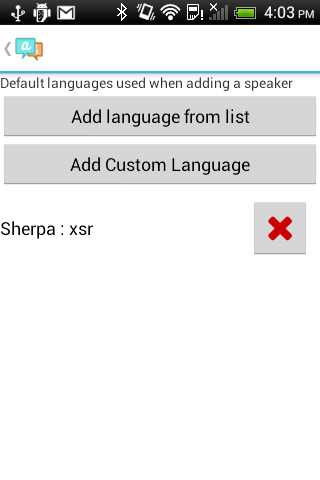 4:03 PM
a
Default languages used when adding a speaker
Add language from list
Add Custom Language
Sherpa : xsr